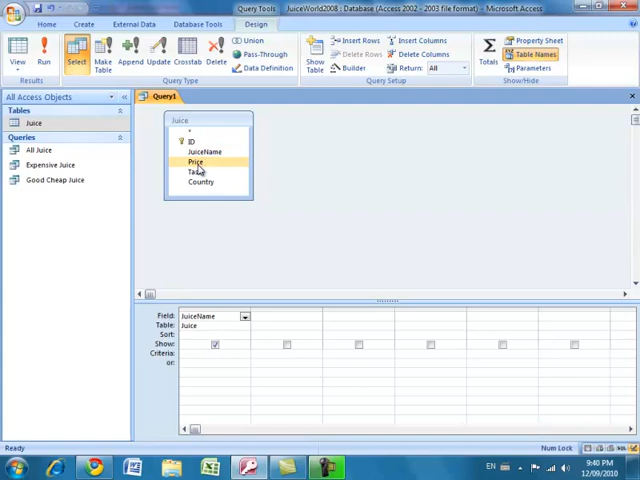 Query Tools
JuiceWorld2008 : Database (Access 2002 - 2003 file format) - Microsoft Access
Home
Create
External Data
Database Tools
Design
View
Run
Select
Make Table
Append
Update
Crosstab
Delete
Union
Pass-Through
Data Definition
Show Table
Insert Rows
Delete Rows
Builder
Insert Columns
Delete Columns
Return: All
Totals
Property Sheet
Table Names
Parameters
Results
Query Type
Query Setup
Show/Hide
All Access Objects
Tables
Juice
Queries
All Juice
Expensive Juice
Good Cheap Juice
Query1
Juice
*
ID
JuiceName
Price
Country
Field: JuiceName
Table: Juice
Sort:
Show:
Criteria:
or:
Ready
Num Lock
SQL
EN
9:40 PM
12/09/2010